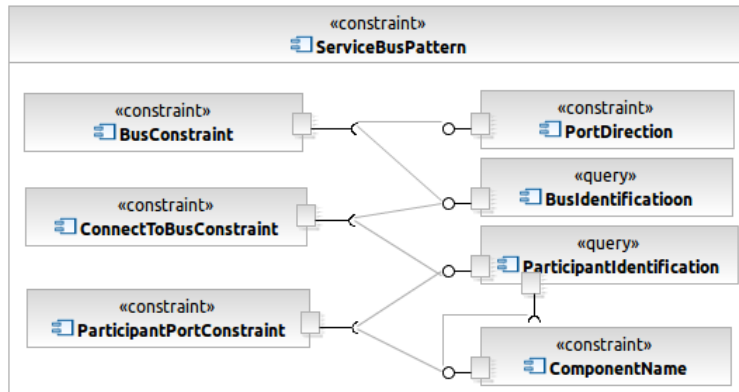 «constraint»
ServiceBusPattern
«constraint»
BusConstraint
«constraint»
PortDirection
«query»
BusIdentificatioon
«constraint»
ConnectToBusConstraint
«query»
ParticipantIdentification
«constraint»
ParticipantPortConstraint
«constraint»
ComponentName